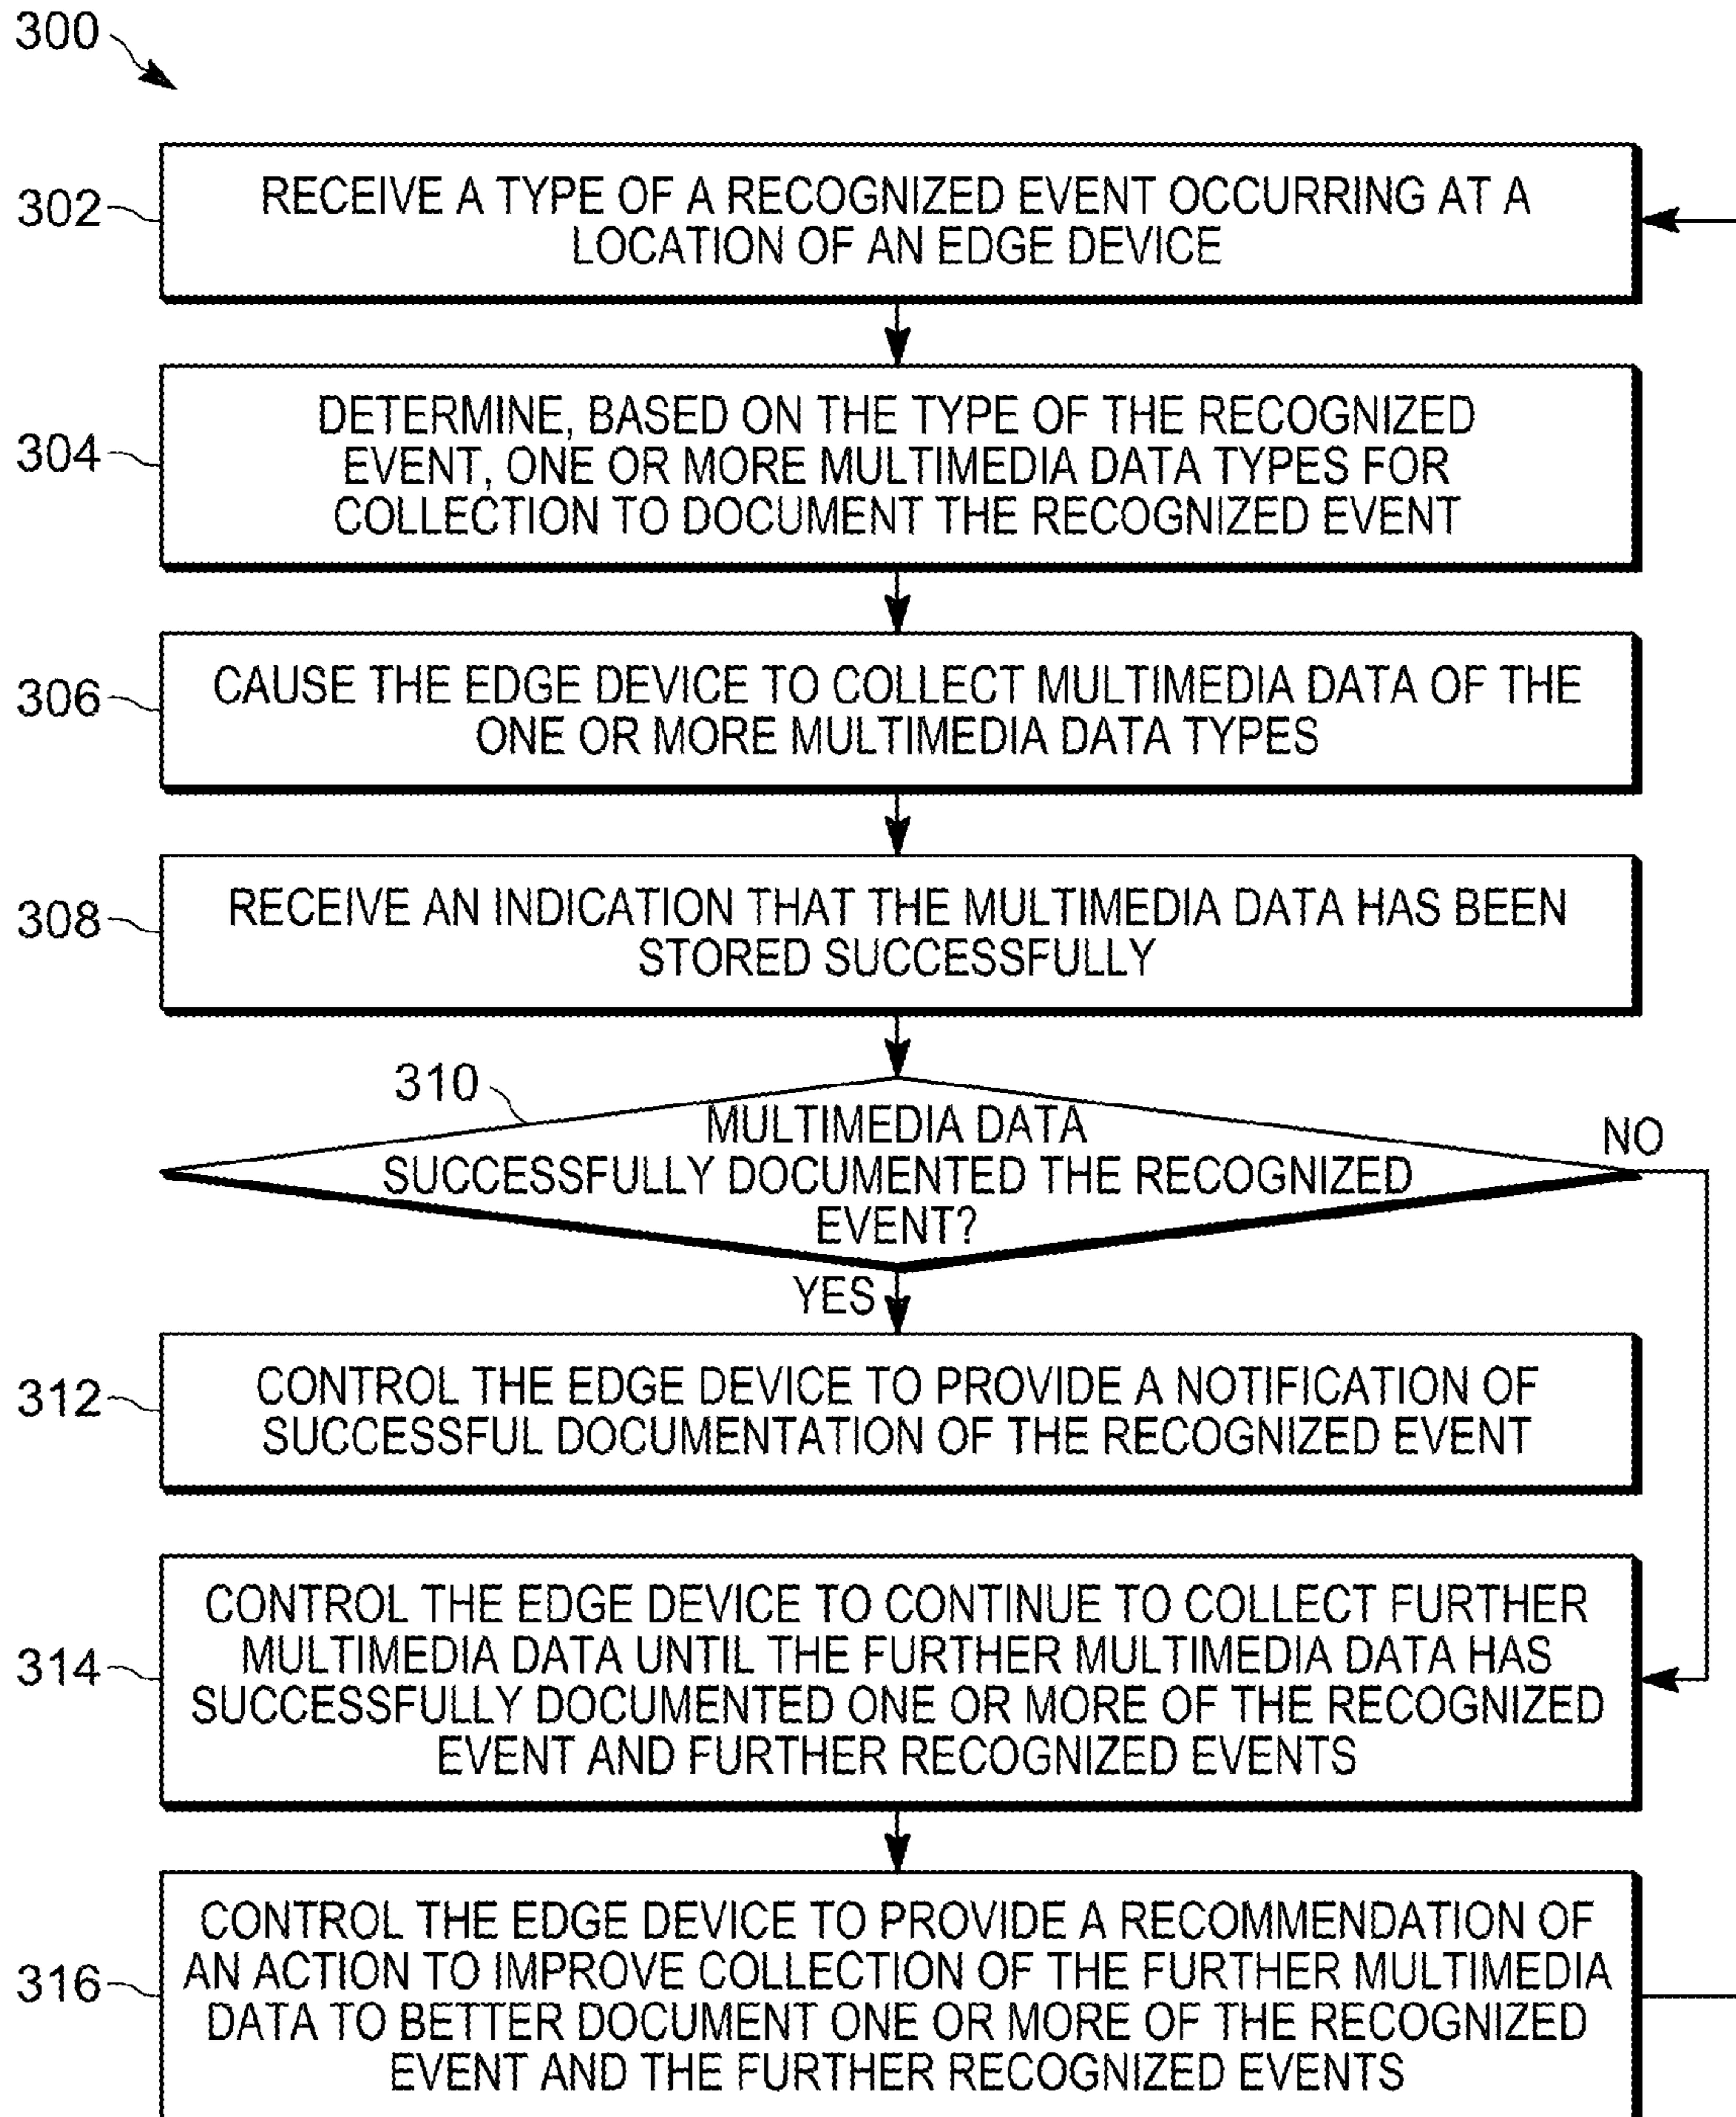 300
302
RECEIVE A TYPE OF A RECOGNIZED EVENT OCCURRING AT A
LOCATION OF AN EDGE DEVICE
304
DETERMINE, BASED ON THE TYPE OF THE RECOGNIZED
EVENT, ONE OR MORE MULTIMEDIA DATA TYPES FOR
COLLECTION TO DOCUMENT THE RECOGNIZED EVENT
306
CAUSE THE EDGE DEVICE TO COLLECT MULTIMEDIA DATA OF THE
ONE OR MORE MULTIMEDIA DATA TYPES
308
RECEIVE AN INDICATION THAT THE MULTIMEDIA DATA HAS BEEN
STORED SUCCESSFULLY
310
MULTIMEDIA DATA
SUCCESSFULLY DOCUMENTED THE RECOGNIZED
EVENT?
NO
YES
312
CONTROL THE EDGE DEVICE TO PROVIDE A NOTIFICATION OF
SUCCESSFUL DOCUMENTATION OF THE RECOGNIZED EVENT
314
CONTROL THE EDGE DEVICE TO CONTINUE TO COLLECT FURTHER
MULTIMEDIA DATA UNTIL THE FURTHER MULTIMEDIA DATA HAS
SUCCESSFULLY DOCUMENTED ONE OR MORE OF THE RECOGNIZED
EVENT AND FURTHER RECOGNIZED EVENTS
316
CONTROL THE EDGE DEVICE TO PROVIDE A RECOMMENDATION OF
AN ACTION TO IMPROVE COLLECTION OF THE FURTHER MULTIMEDIA
DATA TO BETTER DOCUMENT ONE OR MORE OF THE RECOGNIZED
EVENT AND THE FURTHER RECOGNIZED EVENTS